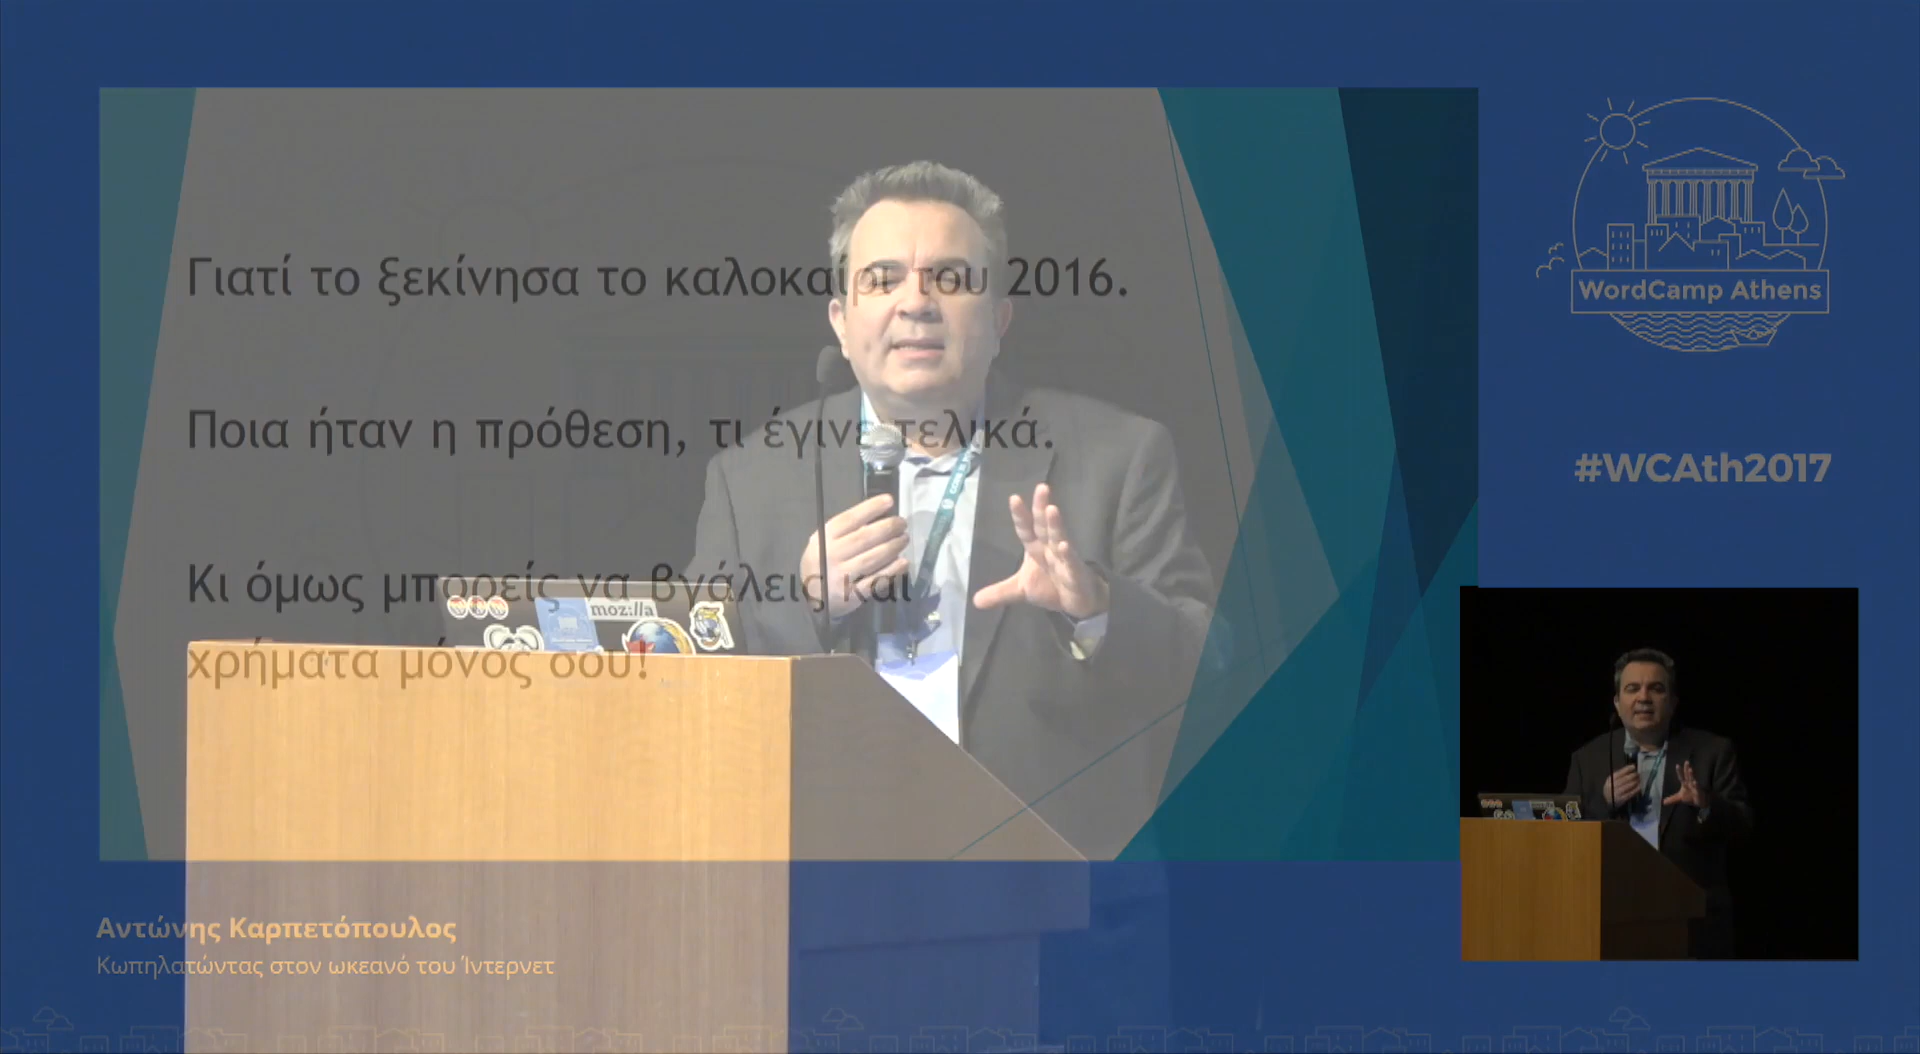 Γιατί το ξεκίνησα το καλοκαίρι του 2016.
Ποια ήταν η πρόθεση, τι έγινε τελικά.
Κι όμως μπορείς να βγάλεις και
χρήματα μόνος σου!
moz://a
WordCamp Athens
#WCAth2017
Αντώνης Καρπετόπουλος
Κωπηλατώντας στον ωκεανό του Ίντερνετ